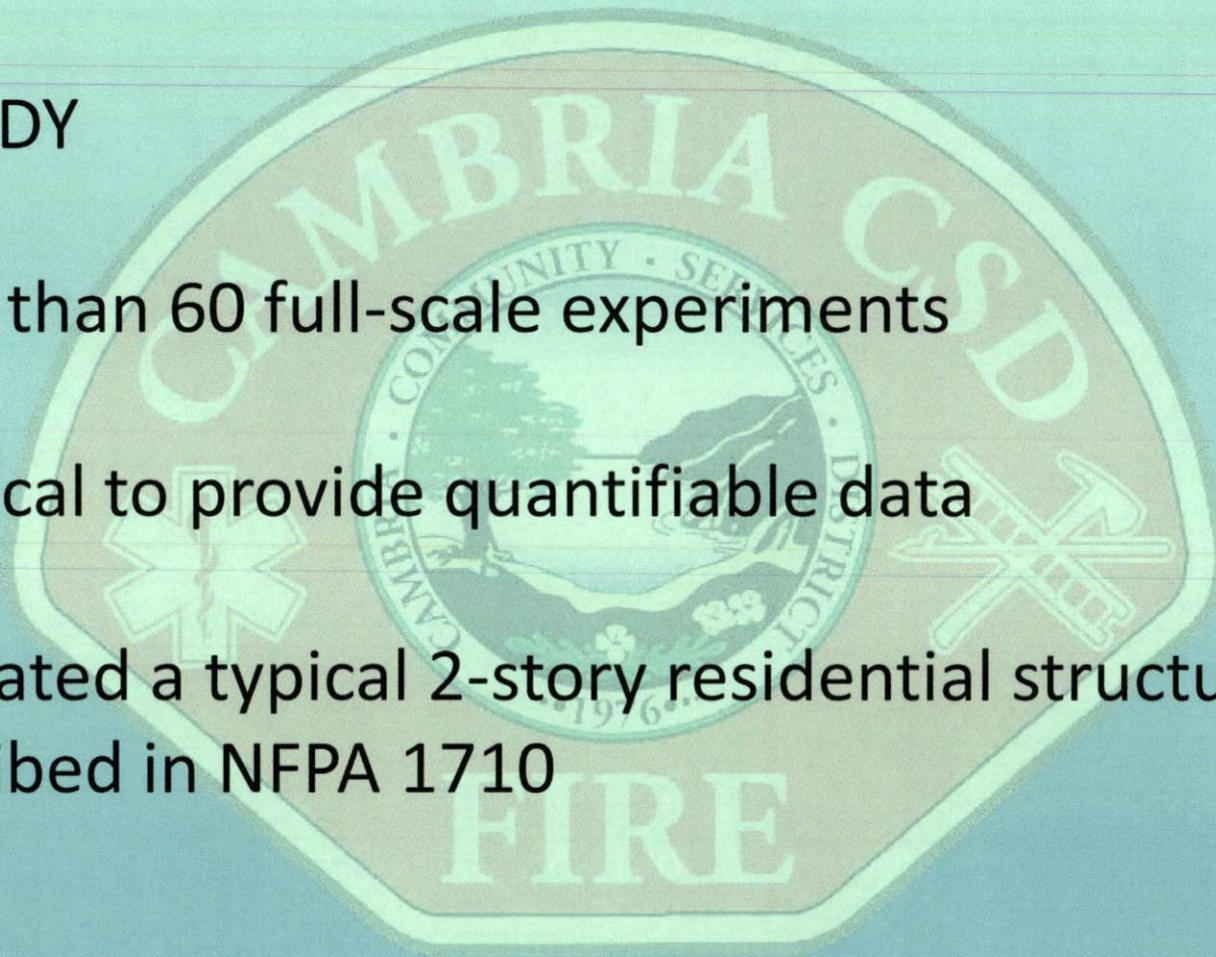 DY
than 60 full-scale experiments
cal to provide quantifiable data
ated a typical 2-story residential structu
ibed in NFPA 1710
CAMBRIA CSD
CAMBRIA · COMMUNITY · SERVICES · DISTRICT
1976
FIRE